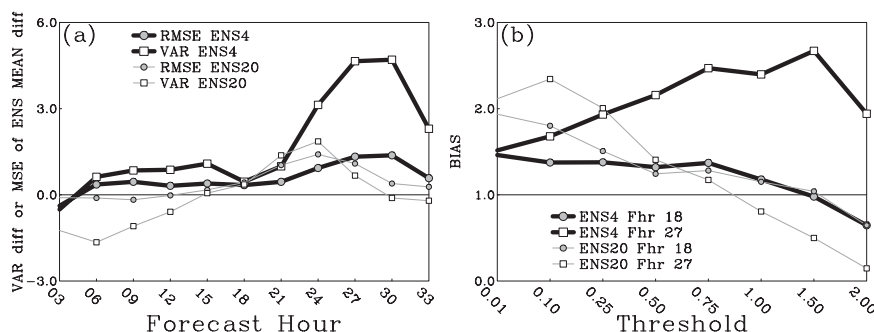 (a)
RMSE ENS4
VAR ENS4
RMSE ENS20
VAR ENS20
VAR diff or MSE of ENS MEAN diff
6.0
3.0
0.0
−3.0
03 06 09 12 15 18 21 24 27 30 33
Forecast Hour
(b)
BIAS
3.0
2.0
1.0
0.0
ENS4 Fhr 18
ENS4 Fhr 27
ENS20 Fhr 18
ENS20 Fhr 27
0.01 0.10 0.25 0.50 0.75 1.00 1.50 2.00
Threshold